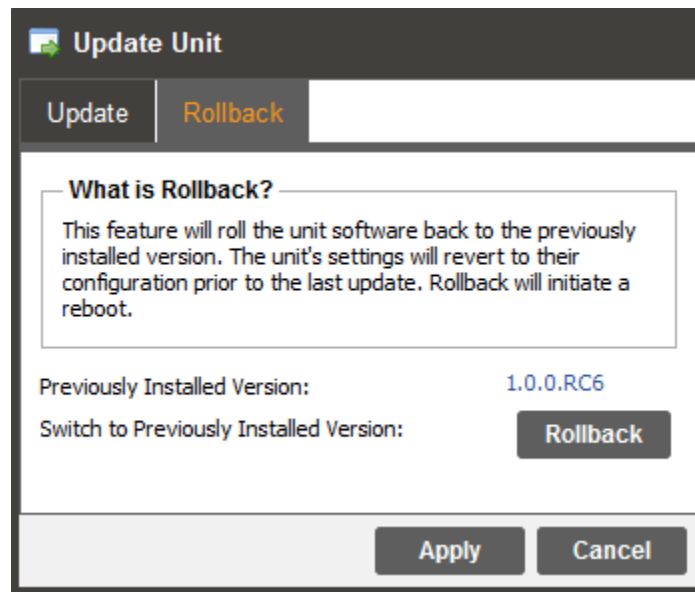 Update Unit
Update Rollback
What is Rollback?
This feature will roll the unit software back to the previously
installed version. The unit's settings will revert to their
configuration prior to the last update. Rollback will initiate a
reboot.
Previously Installed Version: 1.0.0.RC6
Switch to Previously Installed Version: Rollback
Apply Cancel